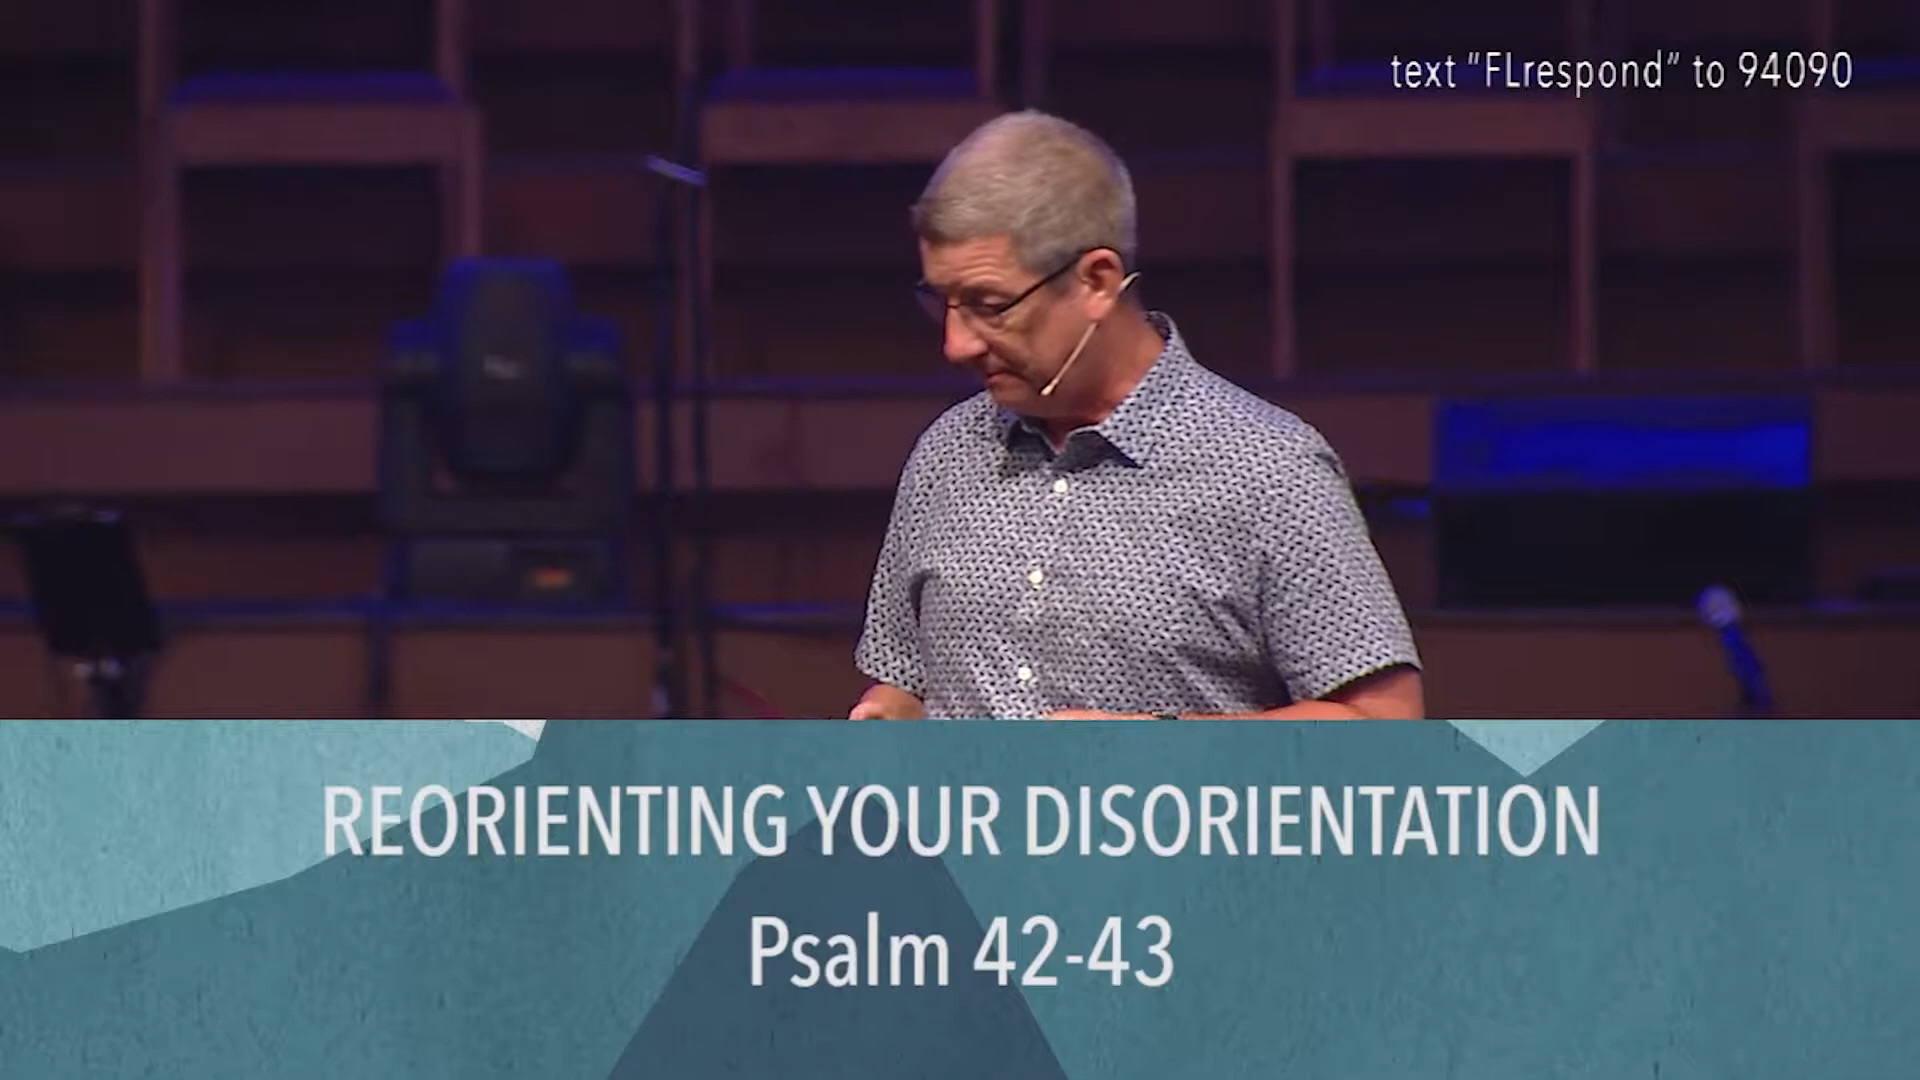 text “FLrespond” to 94090
REORIENTING YOUR DISORIENTATION
Psalm 42-43